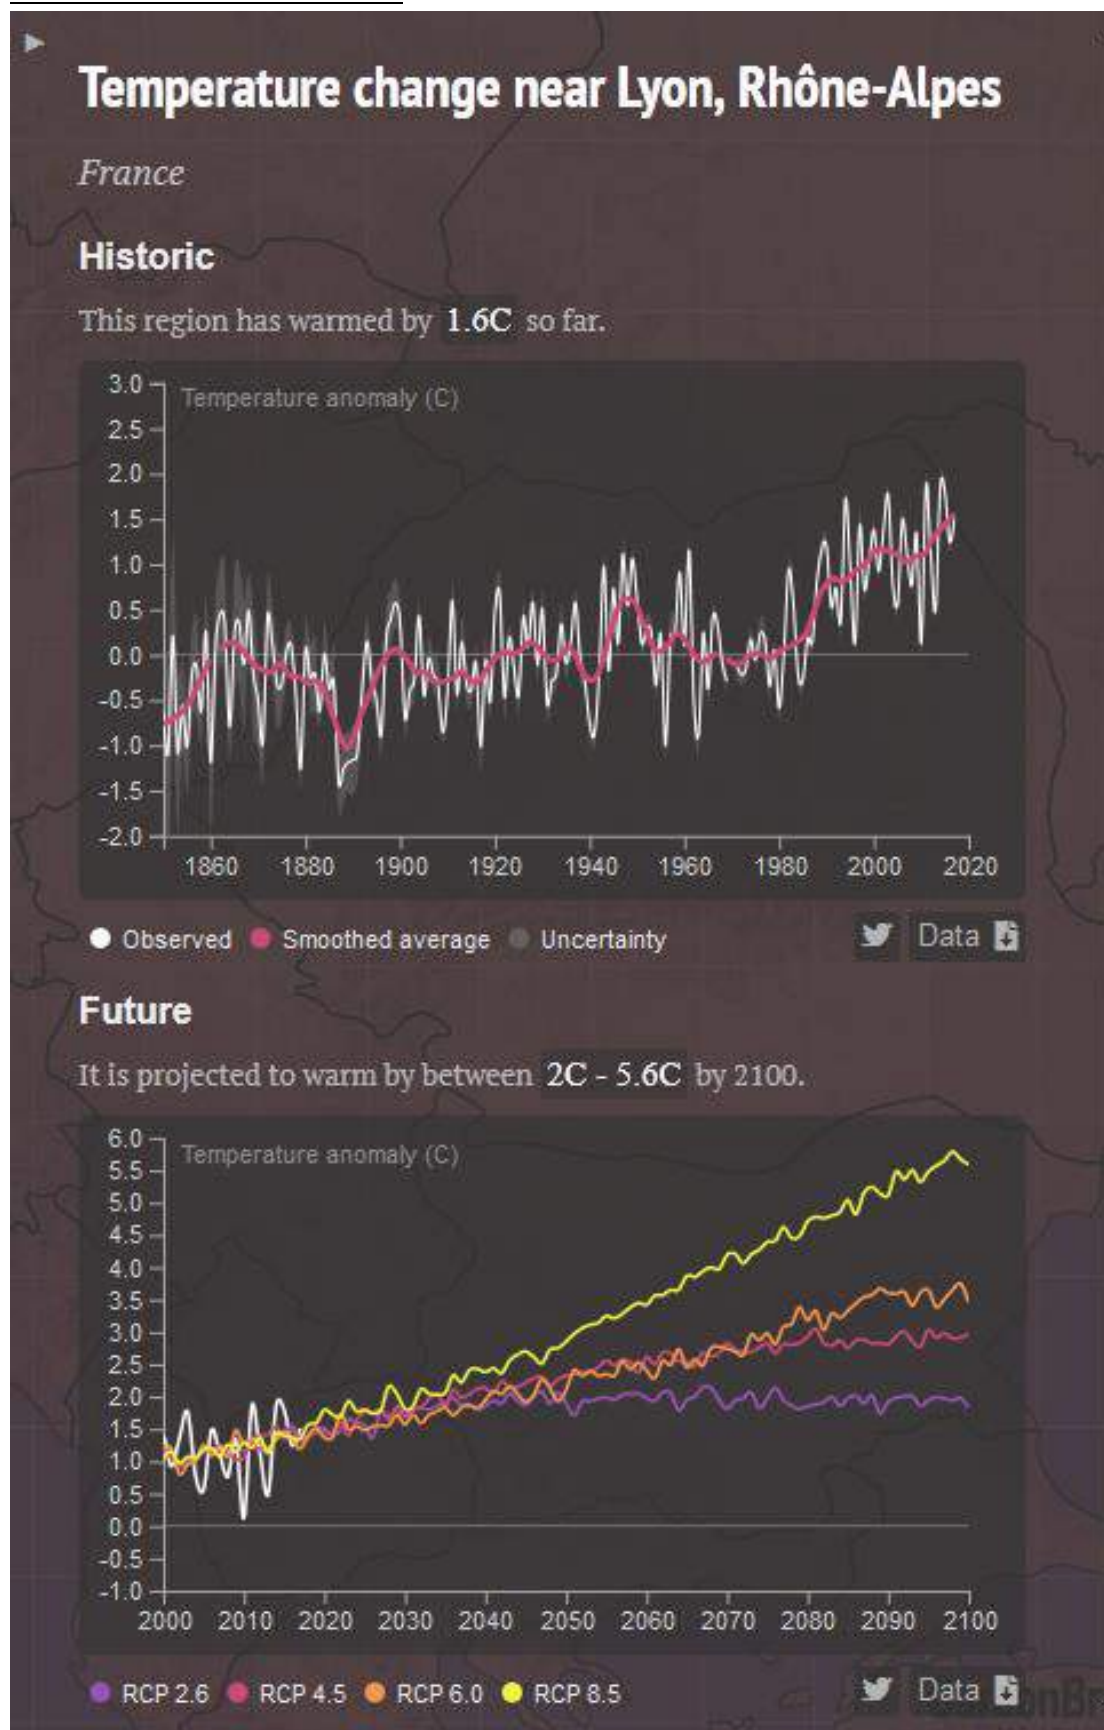 Temperature change near Lyon, Rhône-Alpes
France
Historic
This region has warmed by 1.6C so far.
Temperature anomaly (C)
3.0
2.5
2.0
1.5
1.0
0.5
0.0
-0.5
-1.0
-1.5
-2.0
1860 1880 1900 1920 1940 1960 1980 2000 2020
Observed Smoothed average Uncertainty Data
Future
It is projected to warm by between 2C - 5.6C by 2100.
Temperature anomaly (C)
6.0
5.5
5.0
4.5
4.0
3.5
3.0
2.5
2.0
1.5
1.0
0.5
0.0
-0.5
-1.0
2000 2010 2020 2030 2040 2050 2060 2070 2080 2090 2100
RCP 2.6 RCP 4.5 RCP 6.0 RCP 8.5 Data